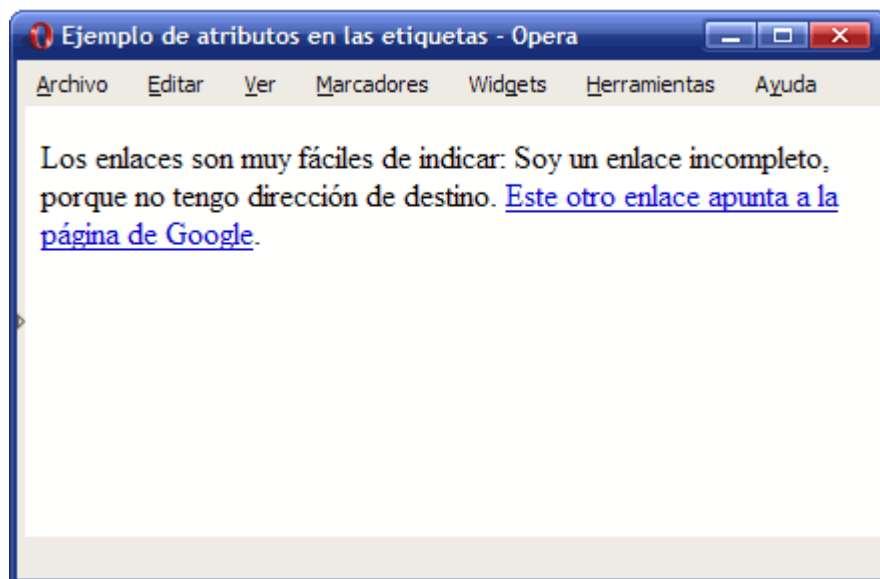 Ejemplo de atributos en las etiquetas - Opera
Archivo Editar Ver Marcadores Widgets Herramientas Ayuda
Los enlaces son muy fáciles de indicar: Soy un enlace incompleto,
porque no tengo dirección de destino. Este otro enlace apunta a la
página de Google.